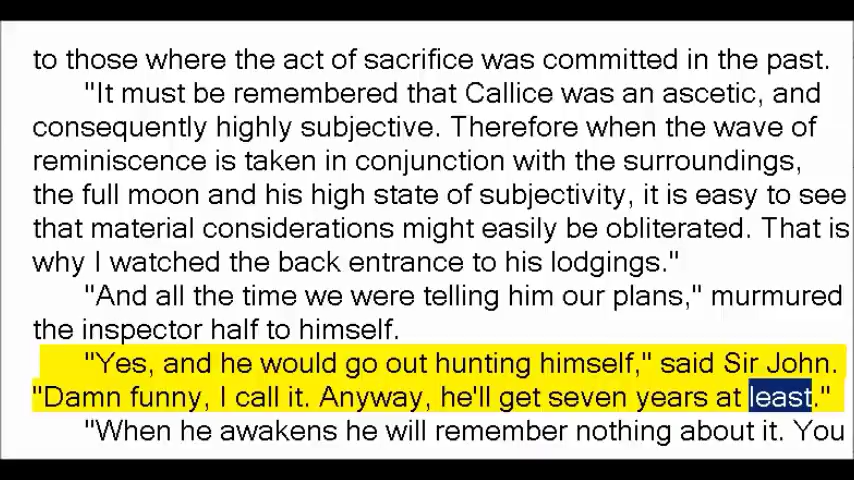 to those where the act of sacrifice was committed in the past.
"It must be remembered that Callice was an ascetic, and
consequently highly subjective. Therefore when the wave of
reminiscence is taken in conjunction with the surroundings,
the full moon and his high state of subjectivity, it is easy to see
that material considerations might easily be obliterated. That is
why I watched the back entrance to his lodgings."
"And all the time we were telling him our plans," murmured
the inspector half to himself.
"Yes, and he would go out hunting himself," said Sir John.
"Damn funny, I call it. Anyway, he'll get seven years at least."
"When he awakens he will remember nothing about it. You